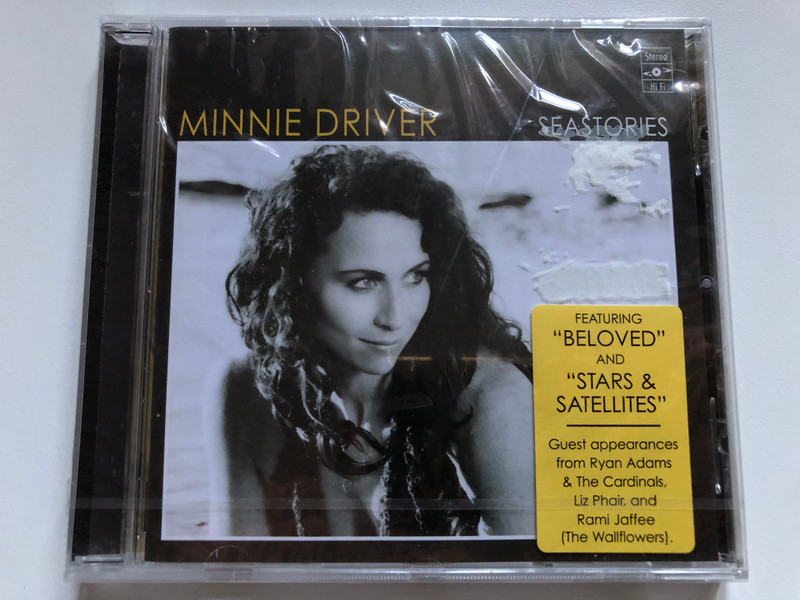 Stereo
Hi Fi
MINNIE DRIVER
SEASTORIES
FEATURING
“BELOVED”
AND
“STARS &
SATELLITES”
Guest appearances
from Ryan Adams
& The Cardinals,
Liz Phair, and
Rami Jaffee
(The Wallflowers).